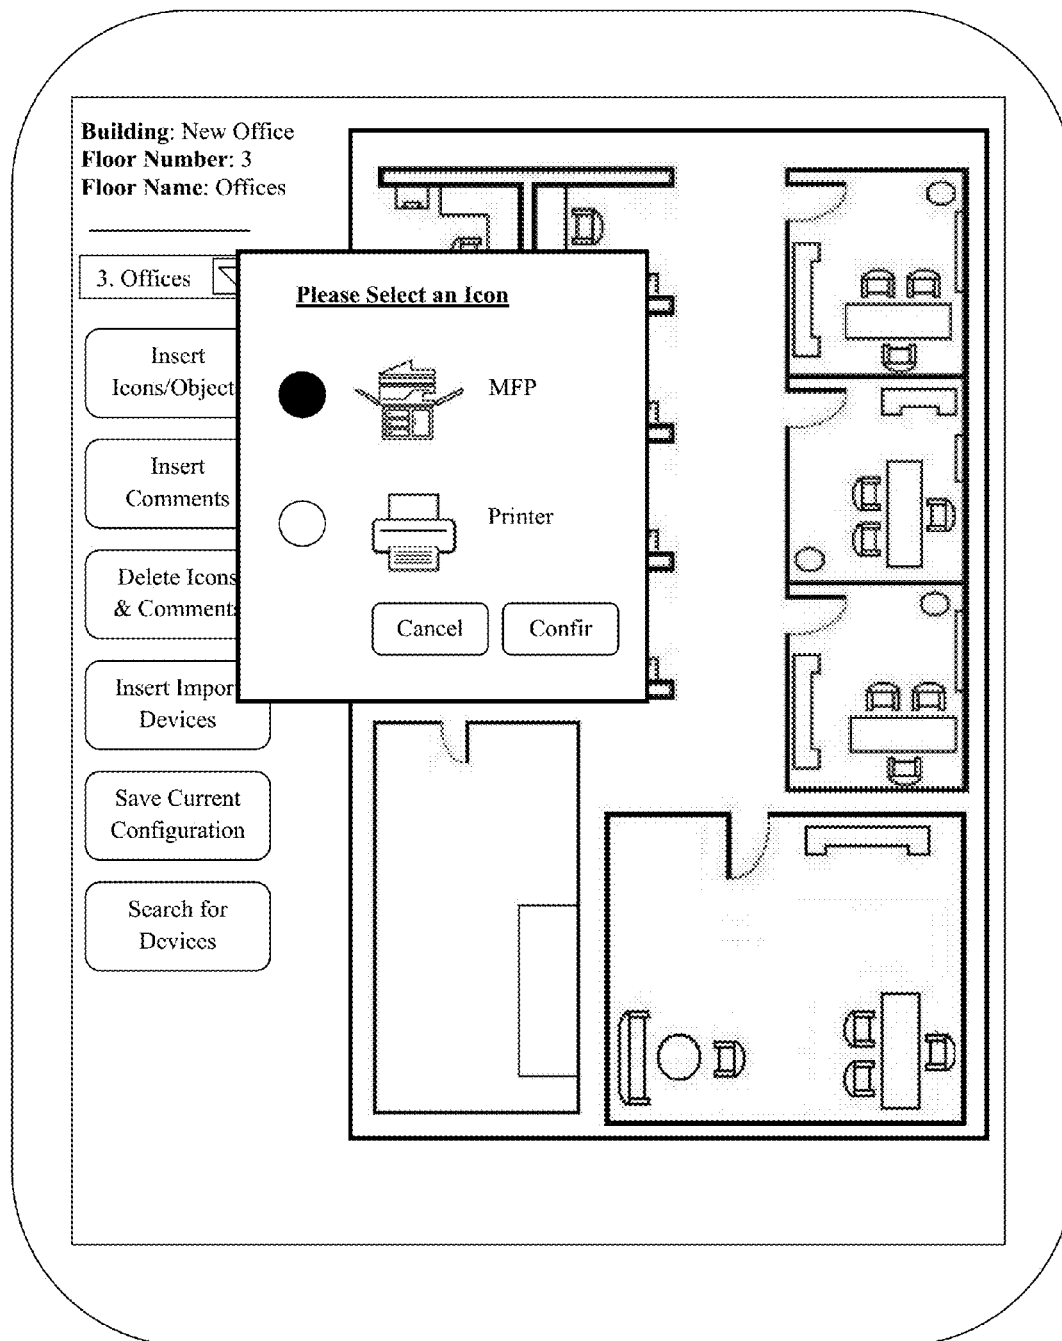 Building: New Office
Floor Number: 3
Floor Name: Offices
3. Offices
Insert
Icons/Object
Insert
Comments
Delete Icons
& Comments
Insert Impor
Devices
Save Current
Configuration
Search for
Devices
Please Select an Icon
MFP
Printer
Cancel
Confir